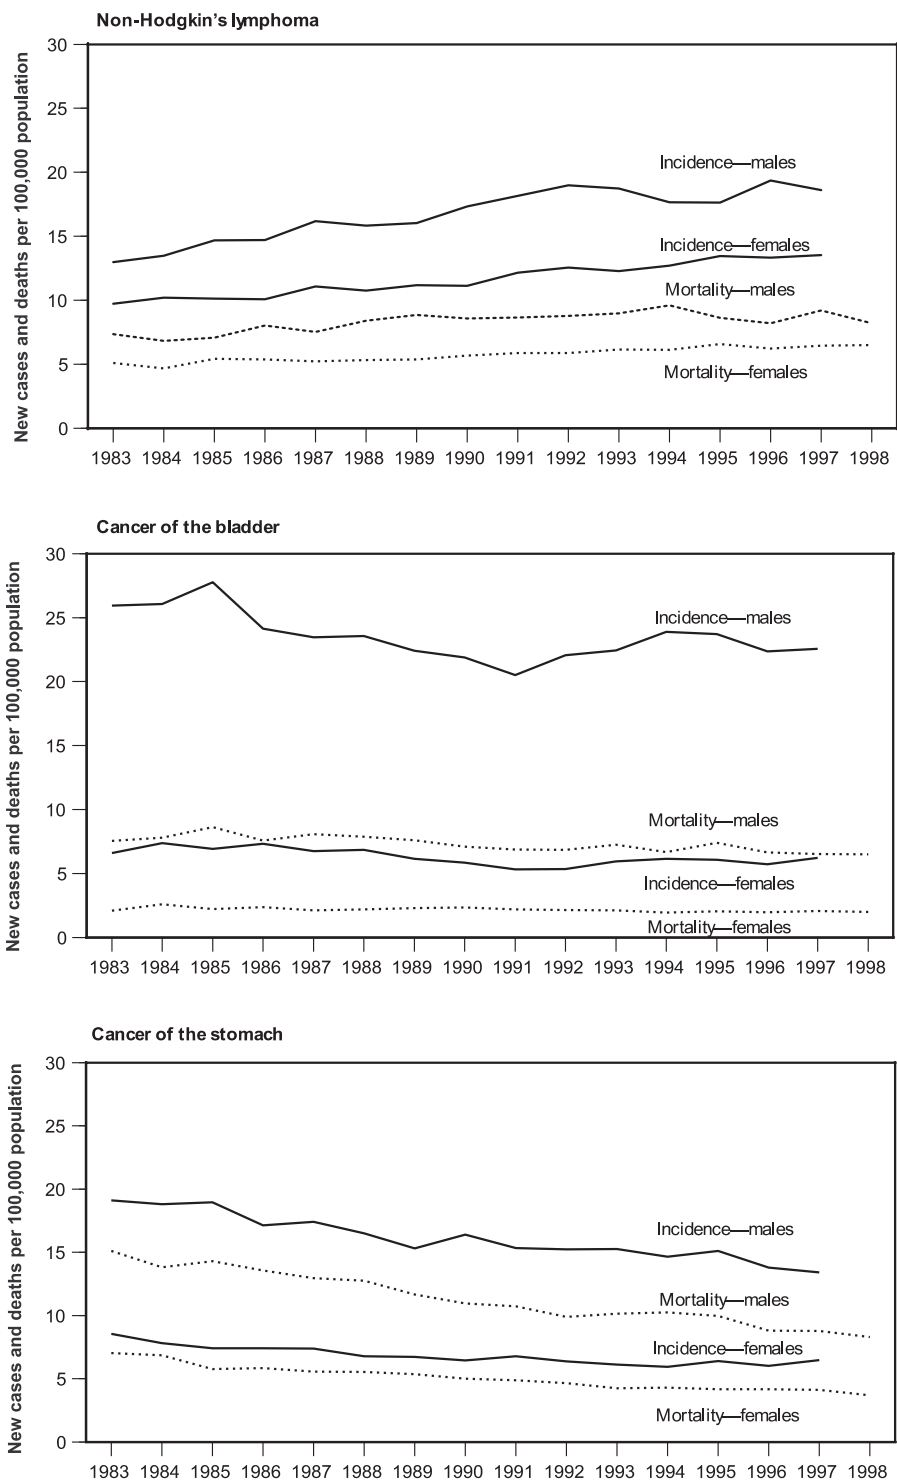 Non-Hodgkin's lymphoma
New cases and deaths per 100,000 population
30
25
20
15
10
5
0
Incidence—males
Incidence—females
Mortality—males
Mortality—females
1983 1984 1985 1986 1987 1988 1989 1990 1991 1992 1993 1994 1995 1996 1997 1998
Cancer of the bladder
New cases and deaths per 100,000 population
30
25
20
15
10
5
0
Incidence—males
Mortality—males
Incidence—females
Mortality—females
1983 1984 1985 1986 1987 1988 1989 1990 1991 1992 1993 1994 1995 1996 1997 1998
Cancer of the stomach
New cases and deaths per 100,000 population
30
25
20
15
10
5
0
Incidence—males
Mortality—males
Incidence—females
Mortality—females
1983 1984 1985 1986 1987 1988 1989 1990 1991 1992 1993 1994 1995 1996 1997 1998